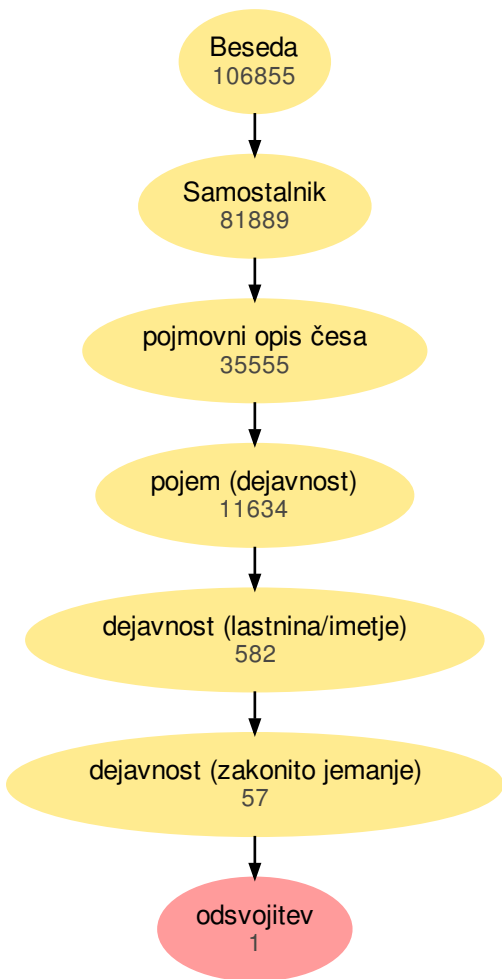 Beseda
106855
Samostalnik
81889
pojmovni opis česa
35555
pojem (dejavnost)
11634
dejavnost (lastnina/imetje)
582
dejavnost (zakonito jemanje)
57
odsvojitev
1